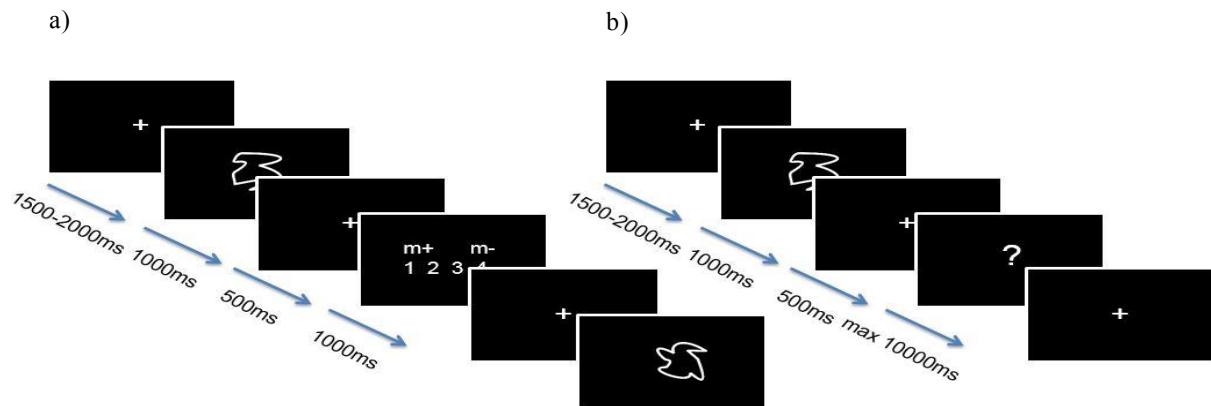 a)
b)
+
+
+
+
m+ m-
1 2 3 4
?
+
+
1500-2000ms
1000ms
500ms
1000ms
1500-2000ms
1000ms
500ms
max 10000ms